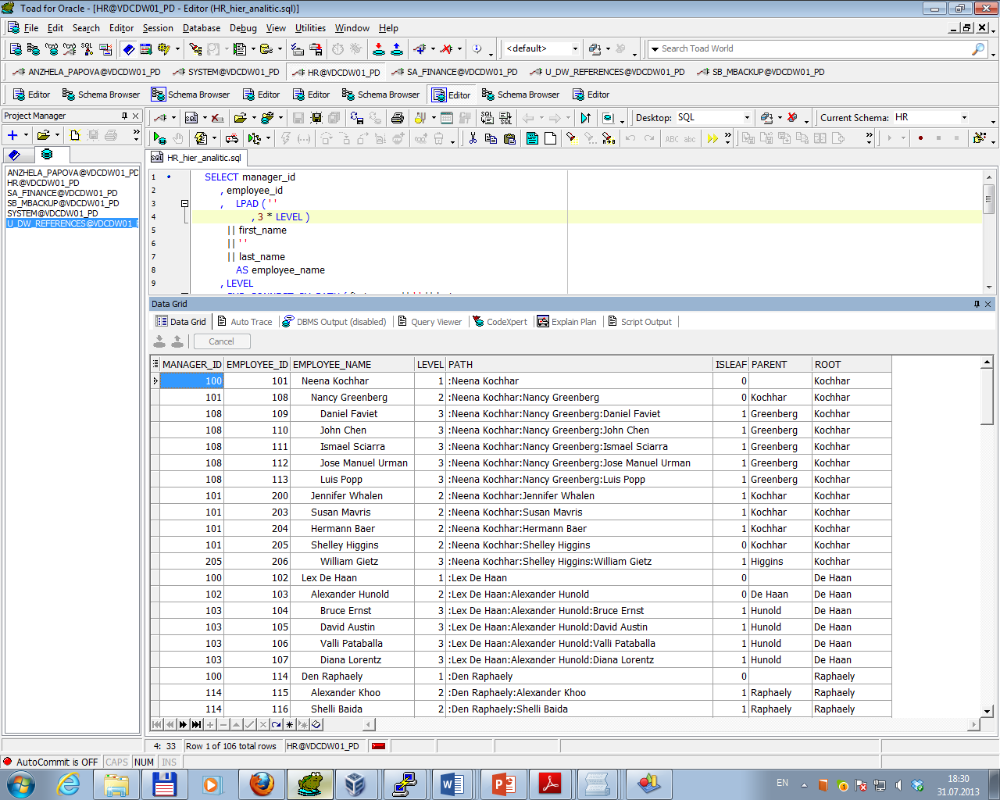 Toad for Oracle - [HR@VDCDW01_PD - Editor (HR_hier_analitic.sql)]
File Edit Search Editor Session Database Debug View Utilities Window Help
<default> Search Toad World
ANZHELA_PAPOVA@VDCDW01_PD SYSTEM@VDCDW01_PD HR@VDCDW01_PD SA_FINANCE@VDCDW01_PD U_DW_REFERENCES@VDCDW01_PD SB_MBACKUP@VDCDW01_PD
Editor Schema Browser Schema Browser Editor Editor Schema Browser Editor Schema Browser Editor
Project Manager
Desktop: SQL Current Schema: HR
HR_hier_analitic.sql
ANZHELA_PAPOVA@VDCDW01_PD
HR@VDCDW01_PD
SA_FINANCE@VDCDW01_PD
SB_MBACKUP@VDCDW01_PD
SYSTEM@VDCDW01_PD
U_DW_REFERENCES@VDCDW01_
1 SELECT manager_id
2 , employee_id
3 , LPAD ( ' '
4 , 3 * LEVEL )
5 || first_name
6 || ' '
7 || last_name
8 AS employee_name
9 , LEVEL
Data Grid
Data Grid Auto Trace DBMS Output (disabled) Query Viewer CodeXpert Explain Plan Script Output
Cancel
MANAGER_ID EMPLOYEE_ID EMPLOYEE_NAME LEVEL PATH ISLEAF PARENT ROOT
100 101 Neena Kochhar 1 :Neena Kochhar 0 Kochhar
101 108 Nancy Greenberg 2 :Neena Kochhar:Nancy Greenberg 0 Kochhar Kochhar
108 109 Daniel Faviet 3 :Neena Kochhar:Nancy Greenberg:Daniel Faviet 1 Greenberg Kochhar
108 110 John Chen 3 :Neena Kochhar:Nancy Greenberg:John Chen 1 Greenberg Kochhar
108 111 Ismael Sciarra 3 :Neena Kochhar:Nancy Greenberg:Ismael Sciarra 1 Greenberg Kochhar
108 112 Jose Manuel Urman 3 :Neena Kochhar:Nancy Greenberg:Jose Manuel Urman 1 Greenberg Kochhar
108 113 Luis Popp 3 :Neena Kochhar:Nancy Greenberg:Luis Popp 1 Greenberg Kochhar
101 200 Jennifer Whalen 2 :Neena Kochhar:Jennifer Whalen 1 Kochhar Kochhar
101 203 Susan Mavris 2 :Neena Kochhar:Susan Mavris 1 Kochhar Kochhar
101 204 Hermann Baer 2 :Neena Kochhar:Hermann Baer 1 Kochhar Kochhar
101 205 Shelley Higgins 2 :Neena Kochhar:Shelley Higgins 0 Kochhar Kochhar
205 206 William Gietz 3 :Neena Kochhar:Shelley Higgins:William Gietz 1 Higgins Kochhar
100 102 Lex De Haan 1 :Lex De Haan 0 De Haan
102 103 Alexander Hunold 2 :Lex De Haan:Alexander Hunold 0 De Haan De Haan
103 104 Bruce Ernst 3 :Lex De Haan:Alexander Hunold:Bruce Ernst 1 Hunold De Haan
103 105 David Austin 3 :Lex De Haan:Alexander Hunold:David Austin 1 Hunold De Haan
103 106 Valli Pataballa 3 :Lex De Haan:Alexander Hunold:Valli Pataballa 1 Hunold De Haan
103 107 Diana Lorentz 3 :Lex De Haan:Alexander Hunold:Diana Lorentz 1 Hunold De Haan
100 114 Den Raphaely 1 :Den Raphaely 0 Raphaely
114 115 Alexander Khoo 2 :Den Raphaely:Alexander Khoo 1 Raphaely Raphaely
114 116 Shelli Baida 2 :Den Raphaely:Shelli Baida 1 Raphaely Raphaely
4: 33 Row 1 of 106 total rows HR@VDCDW01_PD
AutoCommit is OFF CAPS NUM INS
EN 18:30
31.07.2013